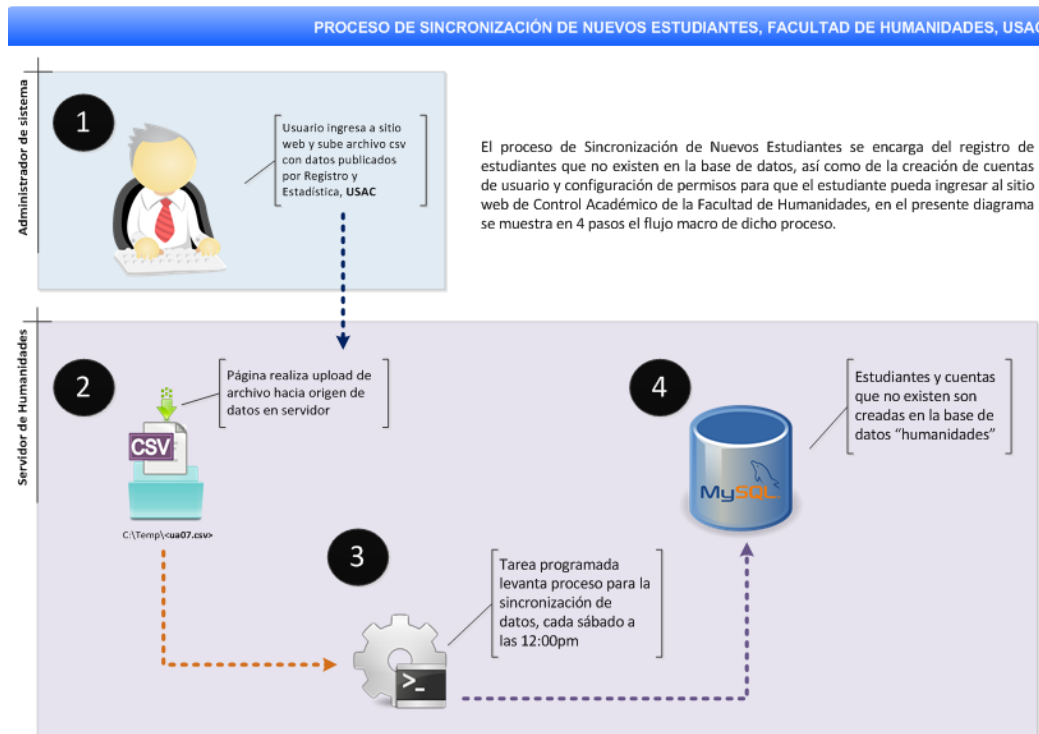 PROCESO DE SINCRONIZACIÓN DE NUEVOS ESTUDIANTES, FACULTAD DE HUMANIDADES, USAC
Administrador de sistema
1
Usuario ingresa a sitio
web y sube archivo csv
con datos publicados
por Registro y
Estadística, USAC
El proceso de Sincronización de Nuevos Estudiantes se encarga del registro de
estudiantes que no existen en la base de datos, así como de la creación de cuentas
de usuario y configuración de permisos para que el estudiante pueda ingresar al sitio
web de Control Académico de la Facultad de Humanidades, en el presente diagrama
se muestra en 4 pasos el flujo macro de dicho proceso.
Servidor de Humanidades
2
Página realiza upload de
archivo hacia origen de
datos en servidor
CSV
C:\Temp\<ua07.csv>
3
Tarea programada
levanta proceso para la
sincronización de
datos, cada sábado a
las 12:00pm
>_
4
MySQL
Estudiantes y cuentas
que no existen son
creadas en la base de
datos “humanidades”